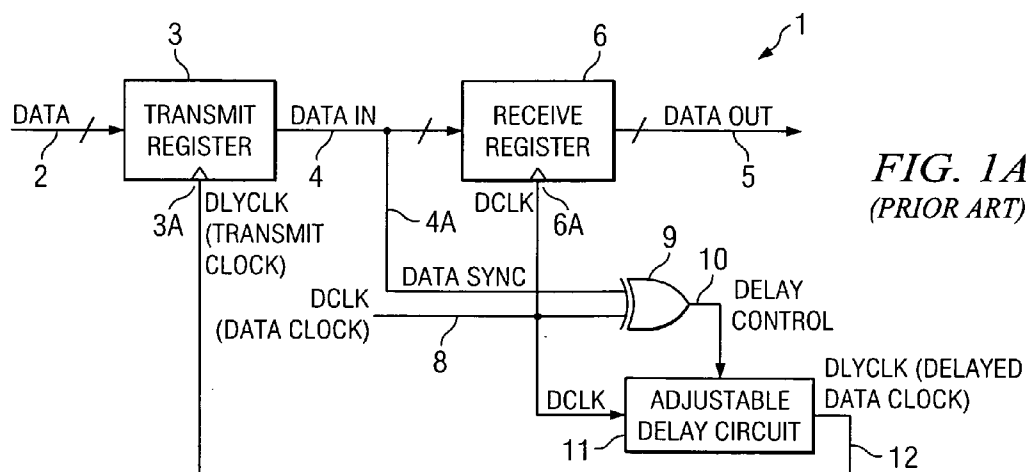 1
3
6
DATA
TRANSMIT
REGISTER
DATA IN
RECEIVE
REGISTER
DATA OUT
2
4
5
3A
DLYCLK
(TRANSMIT
CLOCK)
4A
DCLK
6A
FIG. 1A
(PRIOR ART)
9
10
DATA SYNC
DCLK
(DATA CLOCK)
8
DELAY
CONTROL
DLYCLK (DELAYED
DATA CLOCK)
DCLK
ADJUSTABLE
DELAY CIRCUIT
11
12